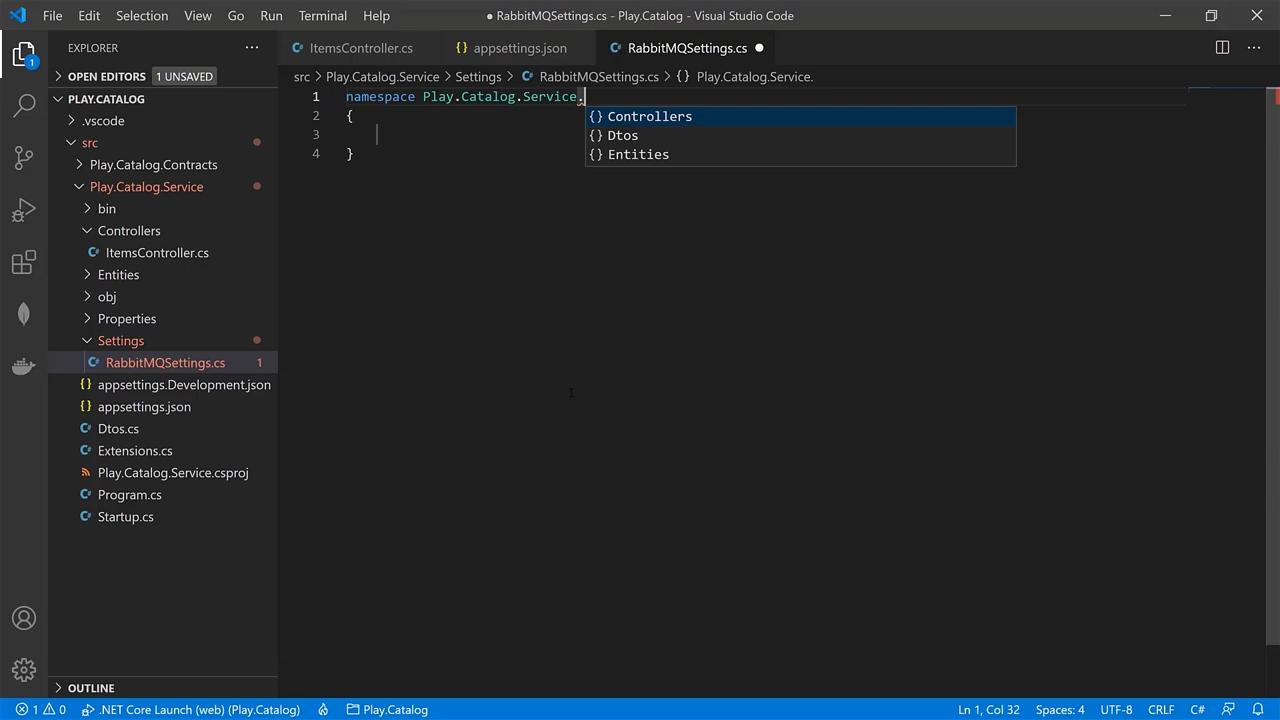 File Edit Selection View Go Run Terminal Help ● RabbitMQSettings.cs - Play.Catalog - Visual Studio Code
EXPLORER ···
ItemsController.cs
{ } appsettings.json
RabbitMQSettings.cs ●
1
OPEN EDITORS 1 UNSAVED
src > Play.Catalog.Service > Settings > RabbitMQSettings.cs > { } Play.Catalog.Service.
PLAY.CATALOG
.vscode
src
Play.Catalog.Contracts
Play.Catalog.Service
bin
Controllers
ItemsController.cs
Entities
obj
Properties
Settings
RabbitMQSettings.cs 1
{ } appsettings.Development.json
{ } appsettings.json
Dtos.cs
Extensions.cs
Play.Catalog.Service.csproj
Program.cs
Startup.cs
OUTLINE
1 namespace Play.Catalog.Service.
2 {
3
4 }
{ } Controllers
{ } Dtos
{ } Entities
1 0 .NET Core Launch (web) (Play.Catalog) Play.Catalog Ln 1, Col 32 Spaces: 4 UTF-8 CRLF C#